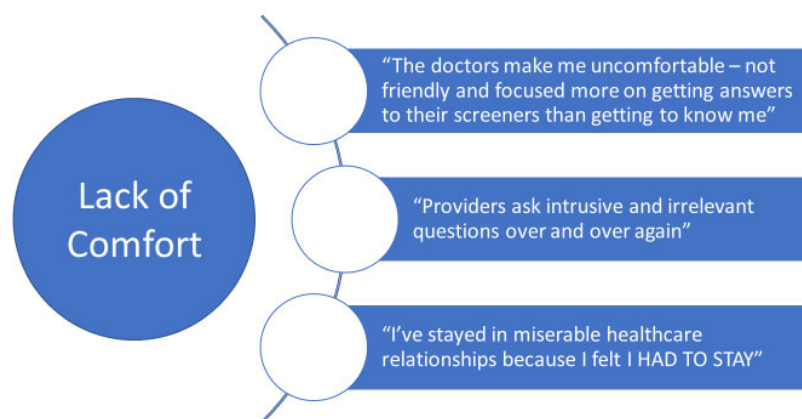 Lack of
Comfort
“The doctors make me uncomfortable – not
friendly and focused more on getting answers
to their screeners than getting to know me”
“Providers ask intrusive and irrelevant
questions over and over again”
“I’ve stayed in miserable healthcare
relationships because I felt I HAD TO STAY”